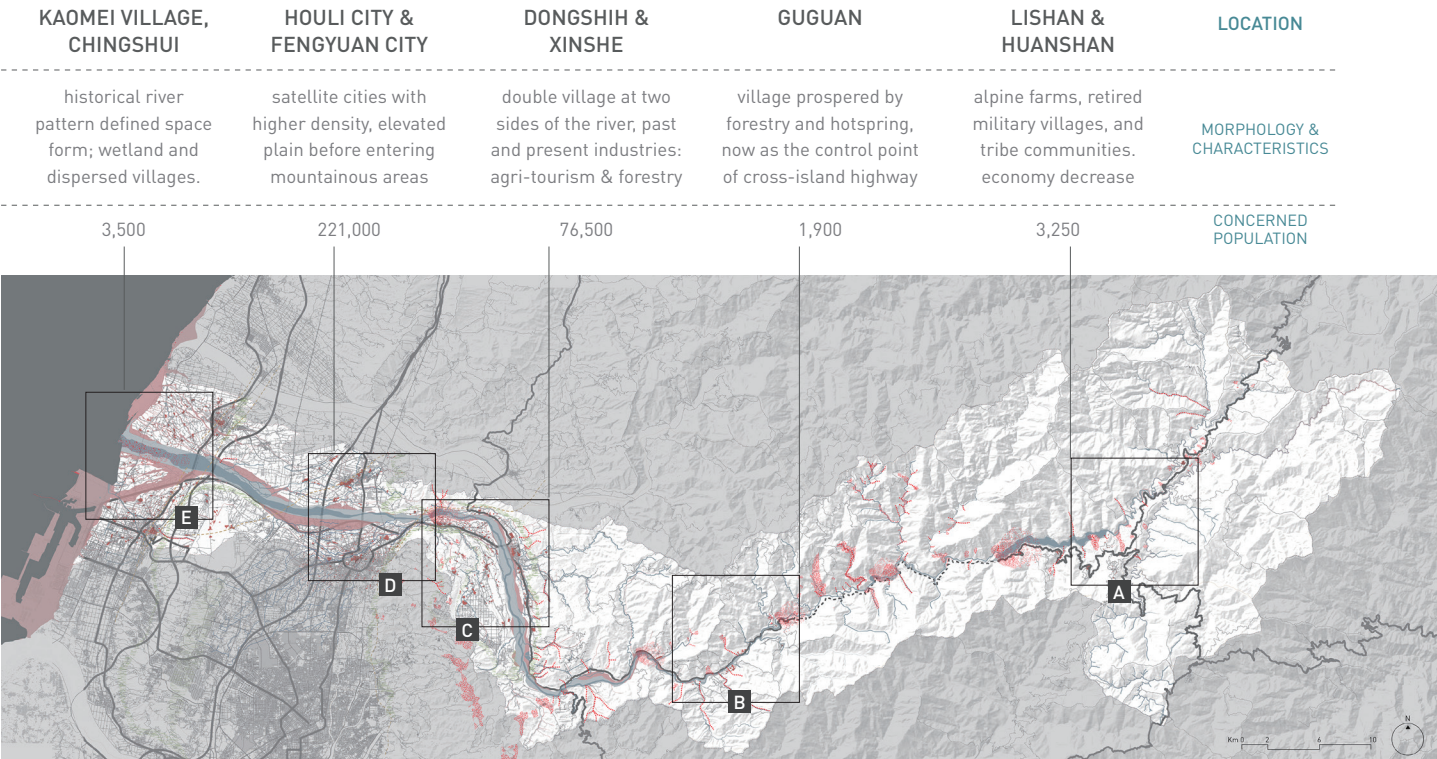 KAOMEI VILLAGE,
CHINGSHUI
HOULI CITY &
FENGYUAN CITY
DONGSHIH &
XINSHE
GUGUAN
LISHAN &
HUANSHAN
LOCATION
historical river
pattern defined space
form; wetland and
dispersed villages.
satellite cities with
higher density, elevated
plain before entering
mountainous areas
double village at two
sides of the river, past
and present industries:
agri-tourism & forestry
village prospered by
forestry and hotspring,
now as the control point
of cross-island highway
alpine farms, retired
military villages, and
tribe communities.
economy decrease
MORPHOLOGY &
CHARACTERISTICS
3,500
221,000
76,500
1,900
3,250
CONCERNED
POPULATION
E
D
C
B
A
Km 0 2 6 10
N